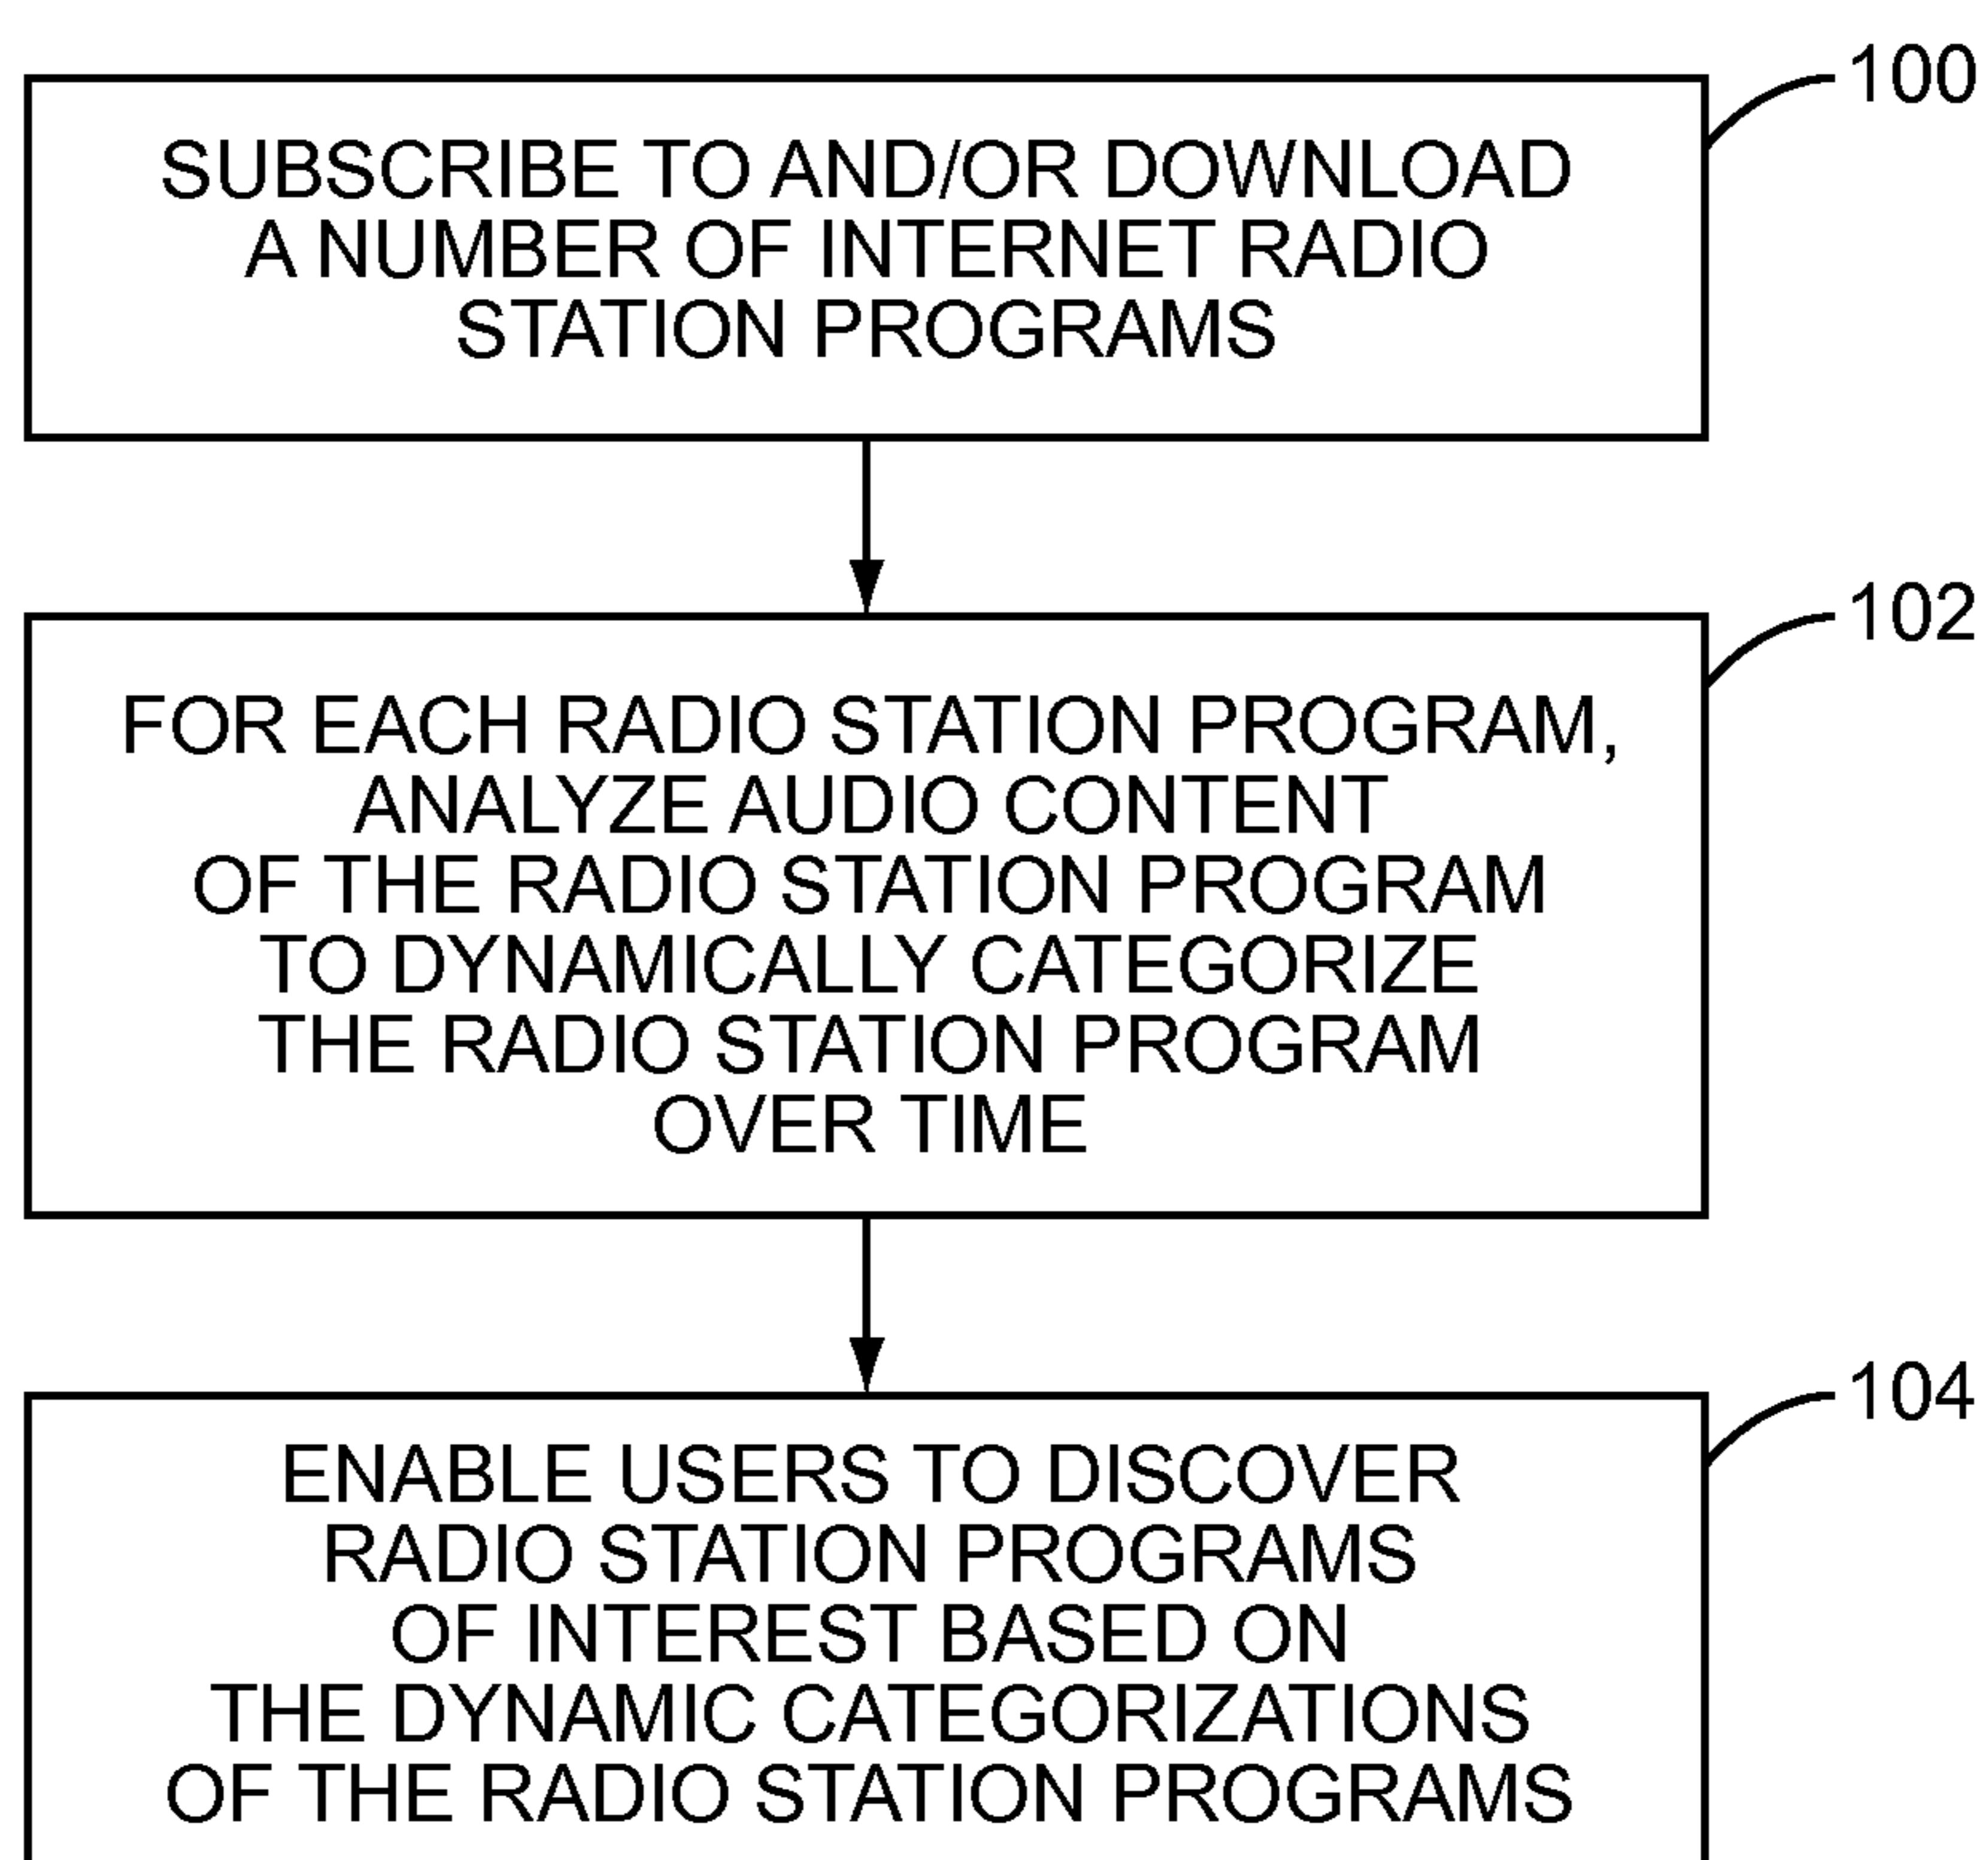 100
SUBSCRIBE TO AND/OR DOWNLOAD
A NUMBER OF INTERNET RADIO
STATION PROGRAMS
102
FOR EACH RADIO STATION PROGRAM,
ANALYZE AUDIO CONTENT
OF THE RADIO STATION PROGRAM
TO DYNAMICALLY CATEGORIZE
THE RADIO STATION PROGRAM
OVER TIME
104
ENABLE USERS TO DISCOVER
RADIO STATION PROGRAMS
OF INTEREST BASED ON
THE DYNAMIC CATEGORIZATIONS
OF THE RADIO STATION PROGRAMS